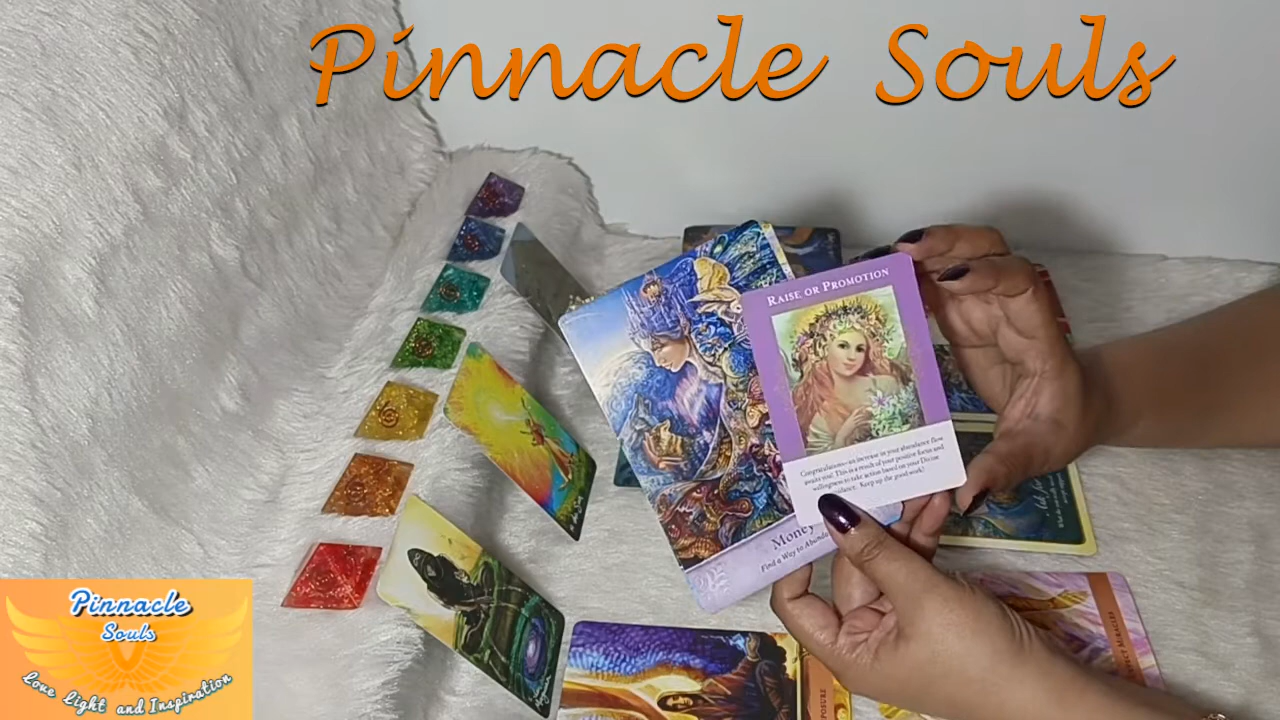 Pinnacle Souls
RAISE OR PROMOTION
Congratulations—an increase in your abundance flow
awaits you! This is a result of your positive focus and
willingness to take action based on your Divine
Keep up the good work!
Money
Find a Way to
Ask for
Pinnacle
Souls
Love Light and Inspiration